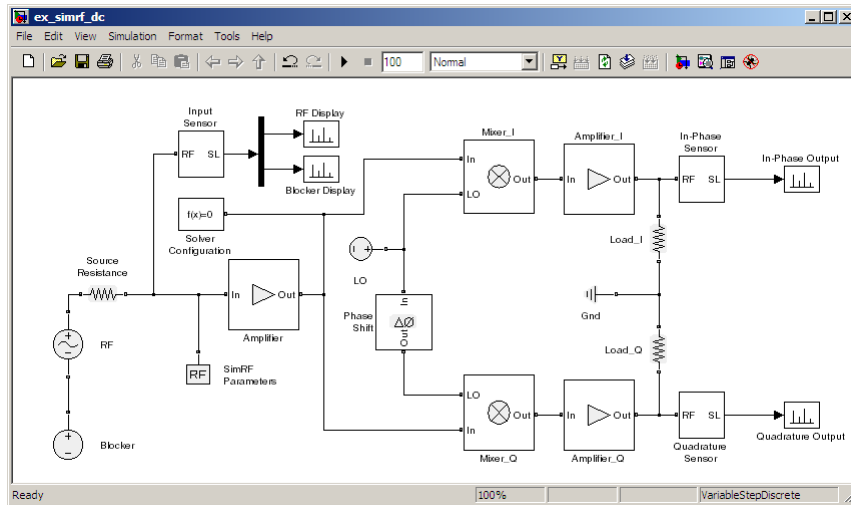 ex_simrf_dc
File Edit View Simulation Format Tools Help
100
Normal
Input
Sensor
RF SL
RF Display
Blocker Display
f(x)=0
Solver
Configuration
Source
Resistance
RF
Blocker
In Out
Amplifier
RF
SimRF
Parameters
LO
Phase
Shift
In
ΔØ
Out
Mixer_I
In
LO
Out
Amplifier_I
In Out
In-Phase
Sensor
RF SL
In-Phase Output
Load_I
Gnd
Load_Q
LO
In
Out
Mixer_Q
In Out
Amplifier_Q
RF SL
Quadrature
Sensor
Quadrature Output
Ready
100%
VariableStepDiscrete